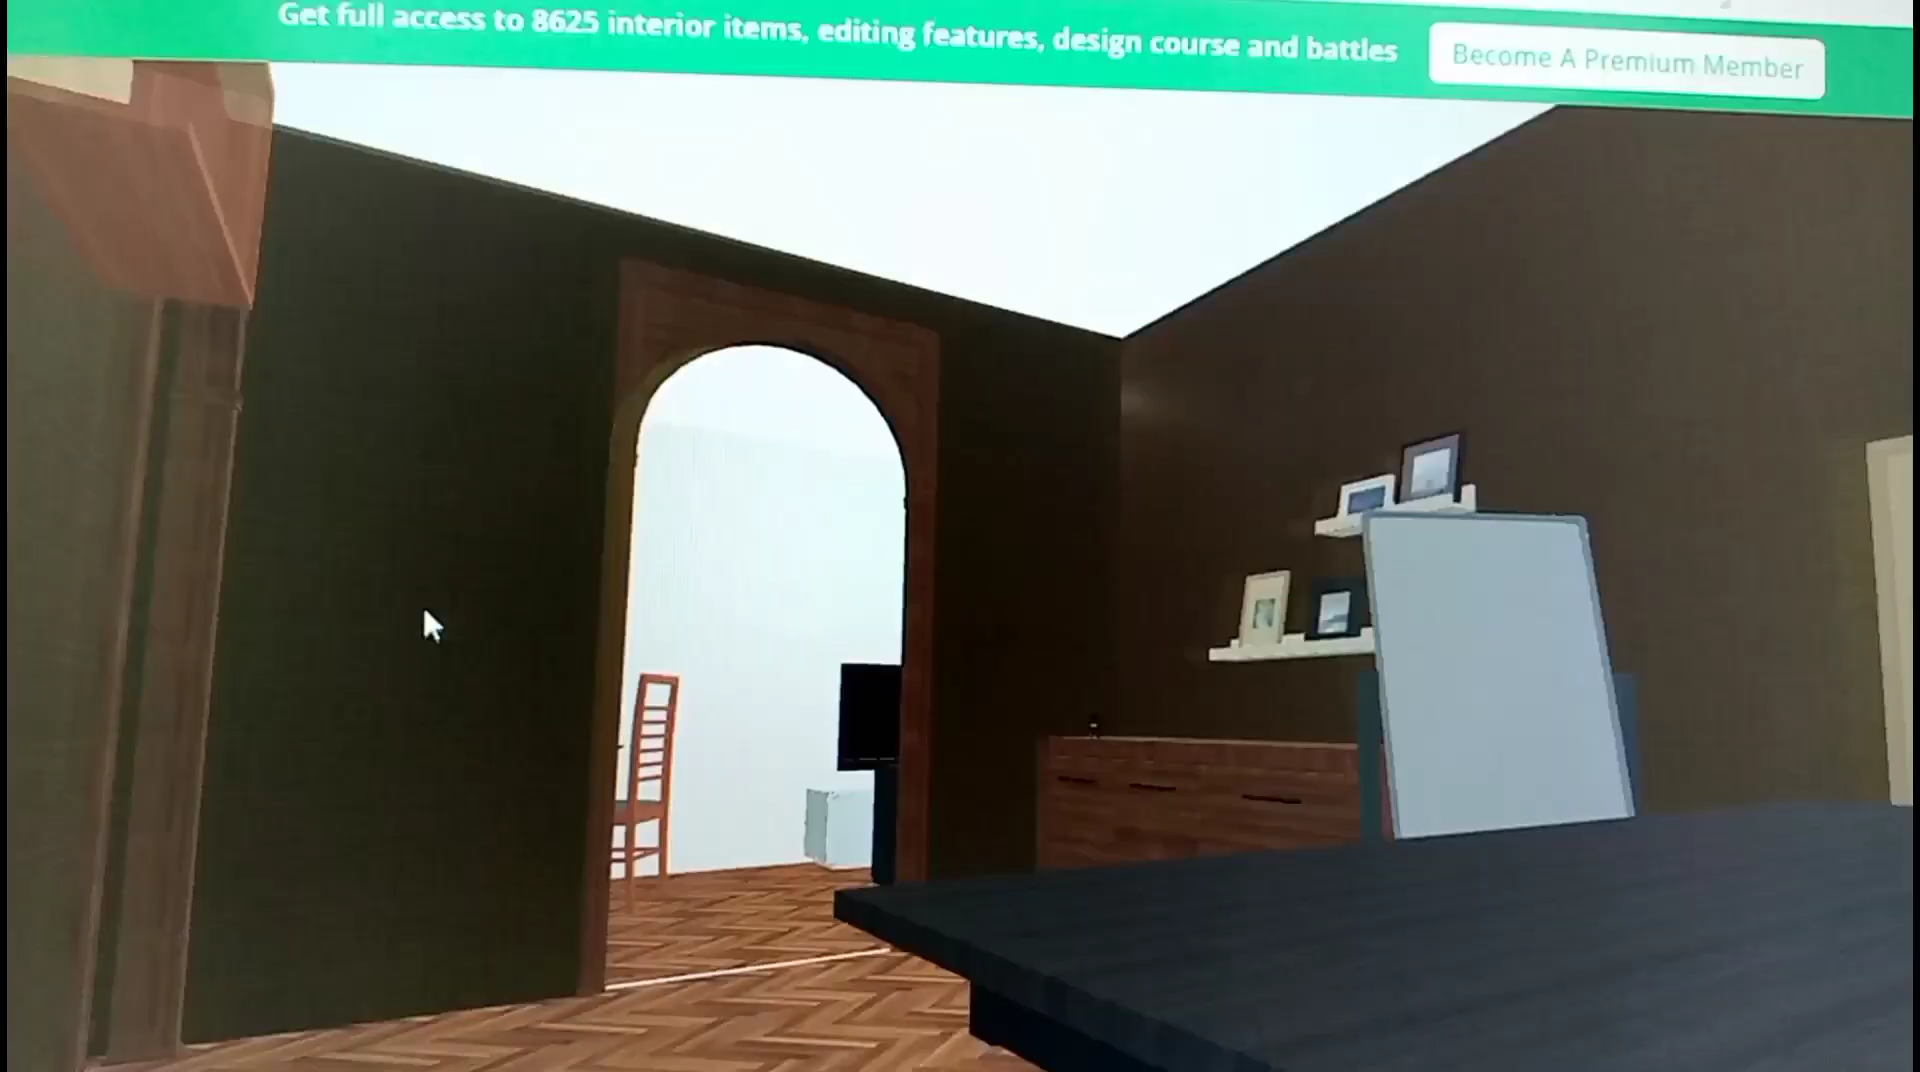 Get full access to 8625 interior items, editing features, design course and battles
Become A Premium Member